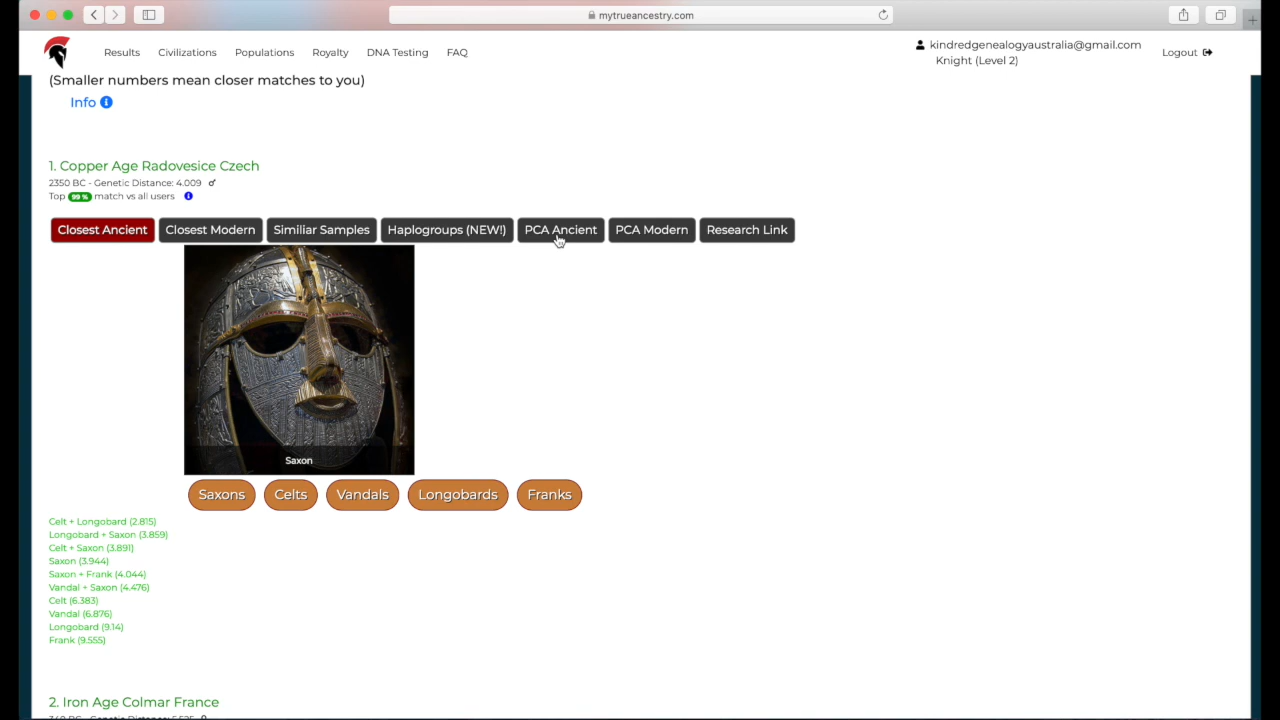 mytrueancestry.com
Results Civilizations Populations Royalty DNA Testing FAQ
kindredgenealogyaustralia@gmail.com
Knight (Level 2)
Logout
(Smaller numbers mean closer matches to you)
Info
1. Copper Age Radovesice Czech
2350 BC - Genetic Distance: 4.009 ♂
Top 99 % match vs all users
Closest Ancient Closest Modern Similiar Samples Haplogroups (NEW!) PCA Ancient PCA Modern Research Link
Saxon
Saxons Celts Vandals Longobards Franks
Celt + Longobard (2.815)
Longobard + Saxon (3.859)
Celt + Saxon (3.891)
Saxon (3.944)
Saxon + Frank (4.044)
Vandal + Saxon (4.476)
Celt (6.383)
Vandal (6.876)
Longobard (9.14)
Frank (9.555)
2. Iron Age Colmar France